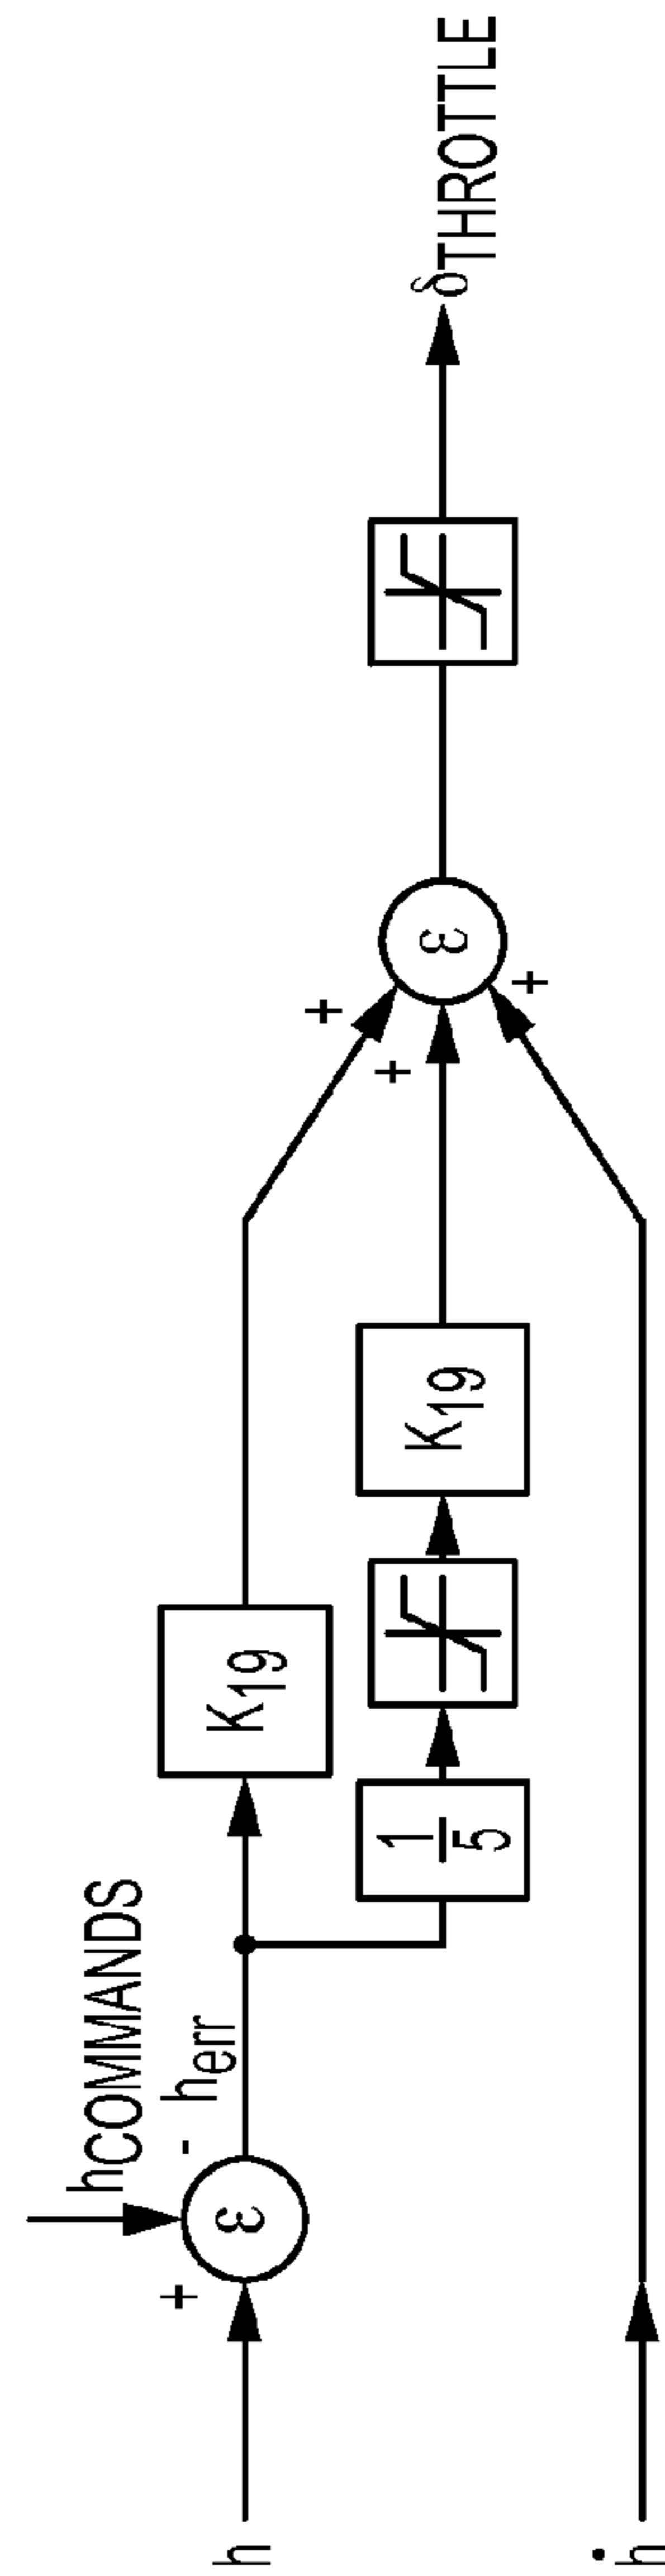 hCOMMANDS
+
-
h
ε
herr
K19
1
5
K19
+
+
+
ε
δTHROTTLE
ḣ